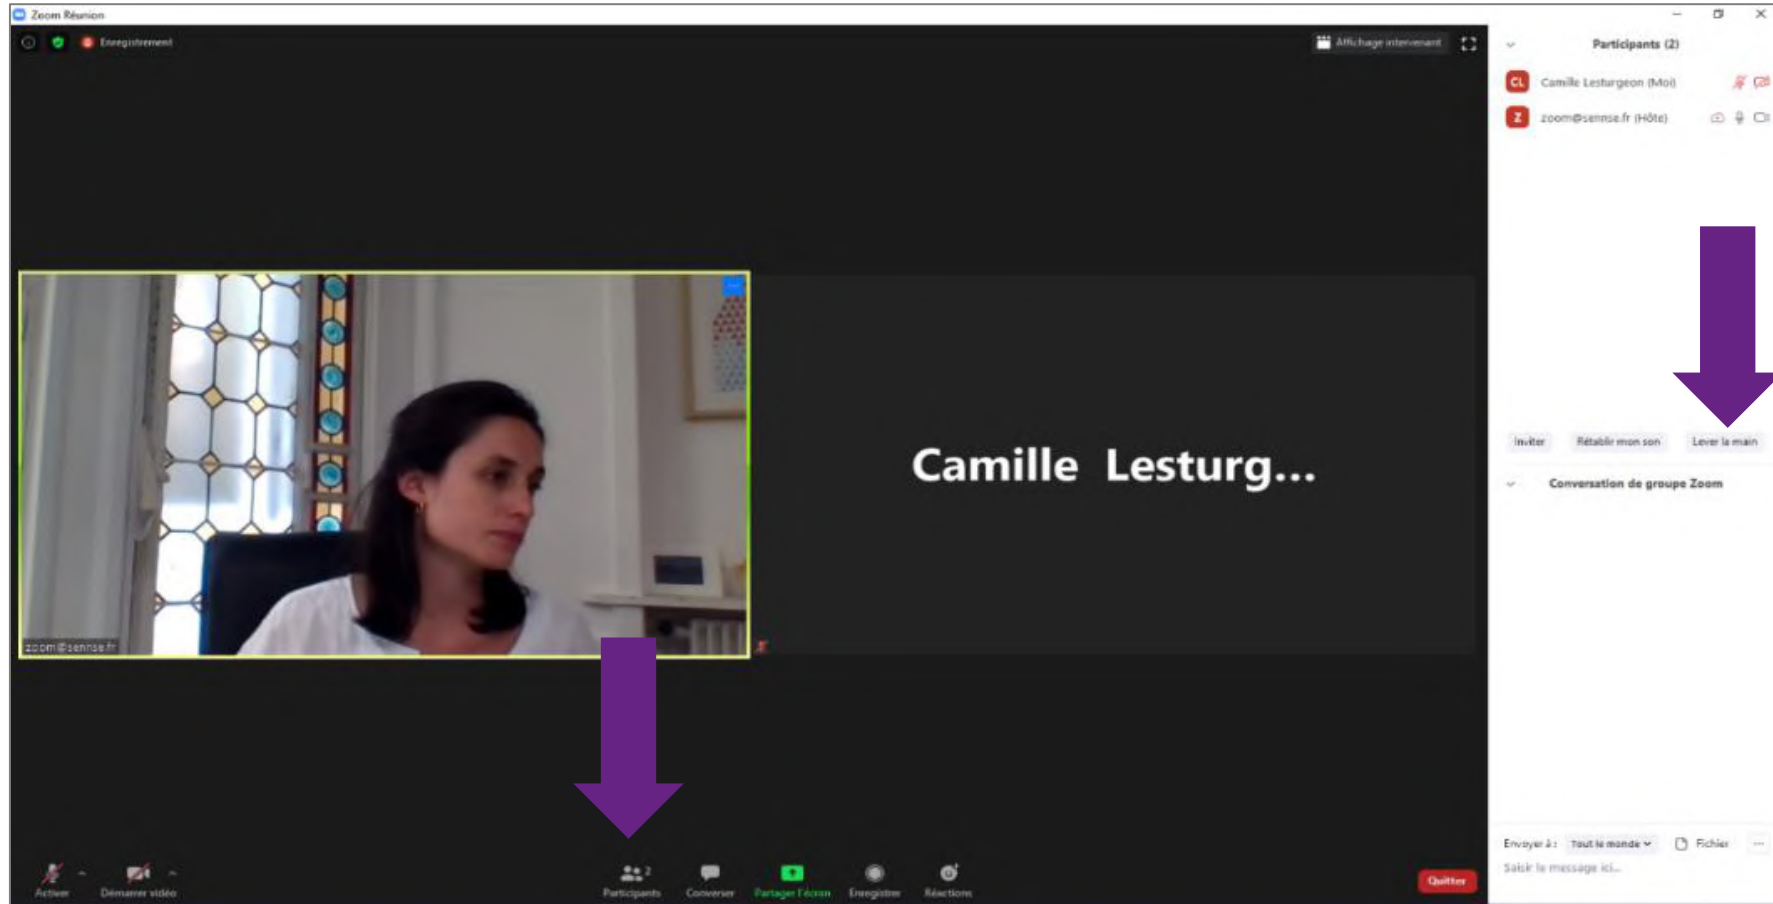 Zoom Réunion
Enregistrement
Affichage intervenant
Participants (2)
CL Camille Lesturgeon (Moi)
Z zoom@sennse.fr (Hôte)
Camille Lesturg...
zoom@sennse.fr
Inviter Rétablir mon son Lever la main
Conversation de groupe Zoom
Envoyer à : Tout le monde Fichier ...
Saisir le message ici...
Activer Démarrer vidéo Participants 2 Converser Partager l'écran Enregistrer Réactions Quitter